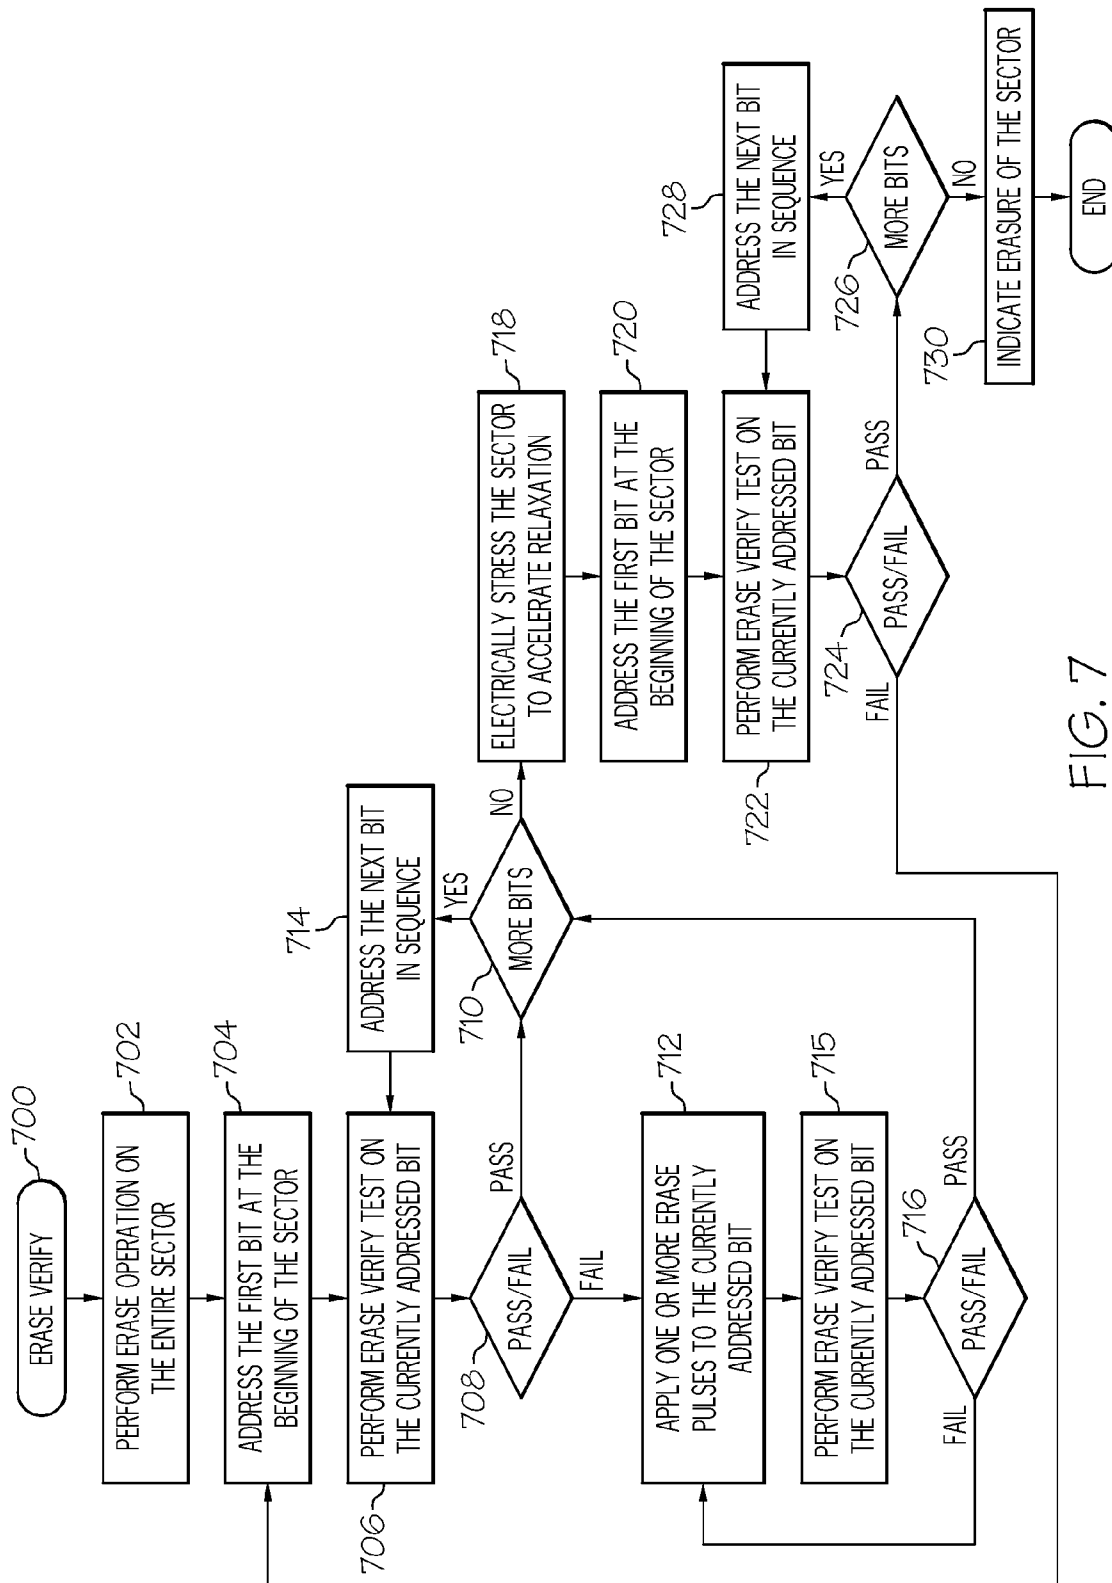 ERASE VERIFY
700
PERFORM ERASE OPERATION ON
THE ENTIRE SECTOR
702
ADDRESS THE FIRST BIT AT THE
BEGINNING OF THE SECTOR
704
PERFORM ERASE VERIFY TEST ON
THE CURRENTLY ADDRESSED BIT
706
PASS/FAIL
708
PASS
FAIL
MORE BITS
710
YES
NO
ADDRESS THE NEXT BIT
IN SEQUENCE
714
APPLY ONE OR MORE ERASE
PULSES TO THE CURRENTLY
ADDRESSED BIT
712
PERFORM ERASE VERIFY TEST ON
THE CURRENTLY ADDRESSED BIT
715
PASS/FAIL
716
FAIL
PASS
ELECTRICALLY STRESS THE SECTOR
TO ACCELERATE RELAXATION
718
ADDRESS THE FIRST BIT AT THE
BEGINNING OF THE SECTOR
720
PERFORM ERASE VERIFY TEST ON
THE CURRENTLY ADDRESSED BIT
722
PASS/FAIL
724
FAIL
PASS
MORE BITS
726
YES
NO
ADDRESS THE NEXT BIT
IN SEQUENCE
728
INDICATE ERASURE OF THE SECTOR
730
END
FIG. 7